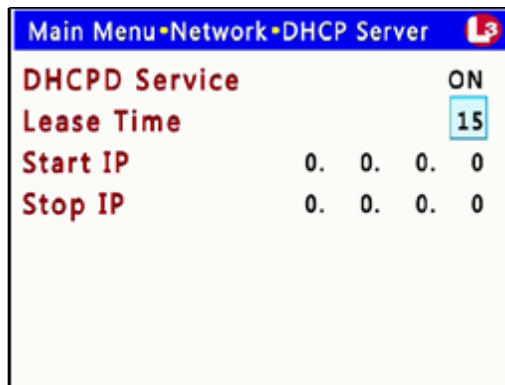 Main Menu•Network•DHCP Server L3
DHCPD Service ON
Lease Time 15
Start IP 0. 0. 0. 0
Stop IP 0. 0. 0. 0